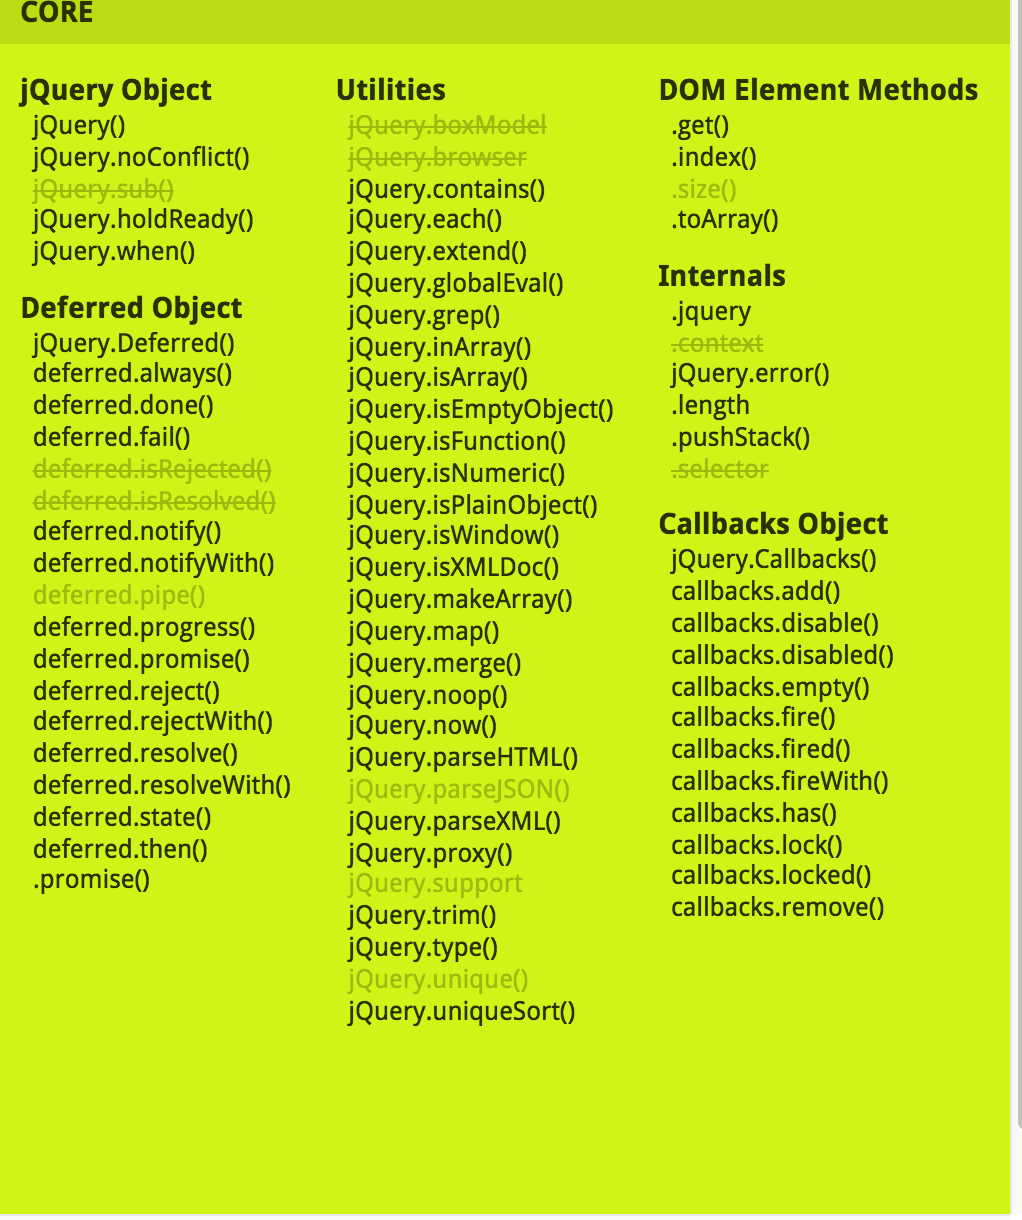 CORE
jQuery Object
jQuery()
jQuery.noConflict()
jQuery.sub()
jQuery.holdReady()
jQuery.when()
Deferred Object
jQuery.Deferred()
deferred.always()
deferred.done()
deferred.fail()
deferred.isRejected()
deferred.isResolved()
deferred.notify()
deferred.notifyWith()
deferred.pipe()
deferred.progress()
deferred.promise()
deferred.reject()
deferred.rejectWith()
deferred.resolve()
deferred.resolveWith()
deferred.state()
deferred.then()
.promise()
Utilities
jQuery.boxModel
jQuery.browser
jQuery.contains()
jQuery.each()
jQuery.extend()
jQuery.globalEval()
jQuery.grep()
jQuery.inArray()
jQuery.isArray()
jQuery.isEmptyObject()
jQuery.isFunction()
jQuery.isNumeric()
jQuery.isPlainObject()
jQuery.isWindow()
jQuery.isXMLDoc()
jQuery.makeArray()
jQuery.map()
jQuery.merge()
jQuery.noop()
jQuery.now()
jQuery.parseHTML()
jQuery.parseJSON()
jQuery.parseXML()
jQuery.proxy()
jQuery.support
jQuery.trim()
jQuery.type()
jQuery.unique()
jQuery.uniqueSort()
DOM Element Methods
.get()
.index()
.size()
.toArray()
Internals
.jquery
.context
jQuery.error()
.length
.pushStack()
.selector
Callbacks Object
jQuery.Callbacks()
callbacks.add()
callbacks.disable()
callbacks.disabled()
callbacks.empty()
callbacks.fire()
callbacks.fired()
callbacks.fireWith()
callbacks.has()
callbacks.lock()
callbacks.locked()
callbacks.remove()